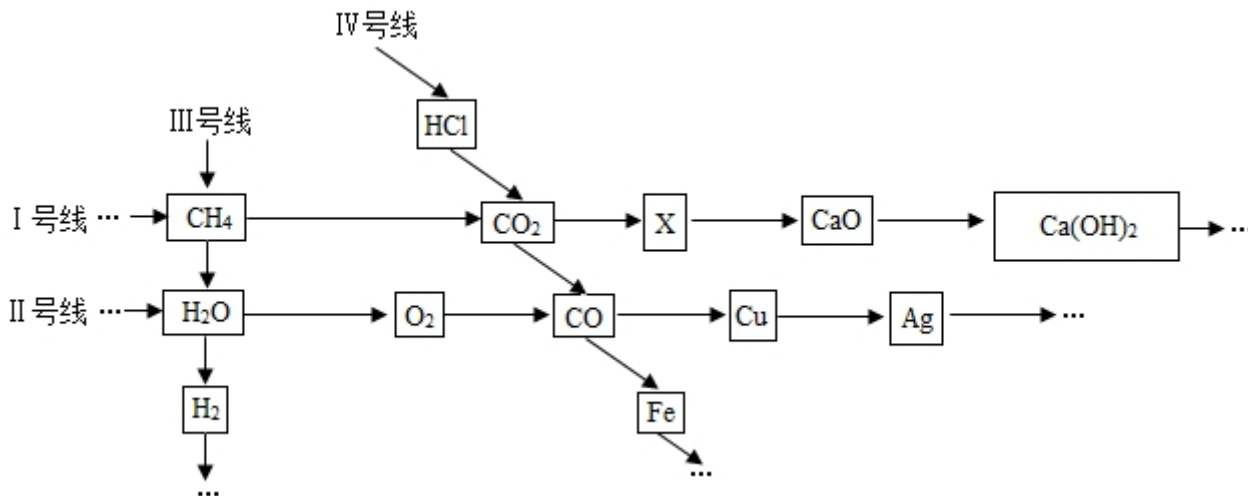 Ⅳ号线
HCl
Ⅲ号线
Ⅰ号线 ··· CH₄ CO₂ X CaO Ca(OH)₂ ···
Ⅱ号线 ··· H₂O O₂ CO Cu Ag ···
H₂ Fe
··· ···